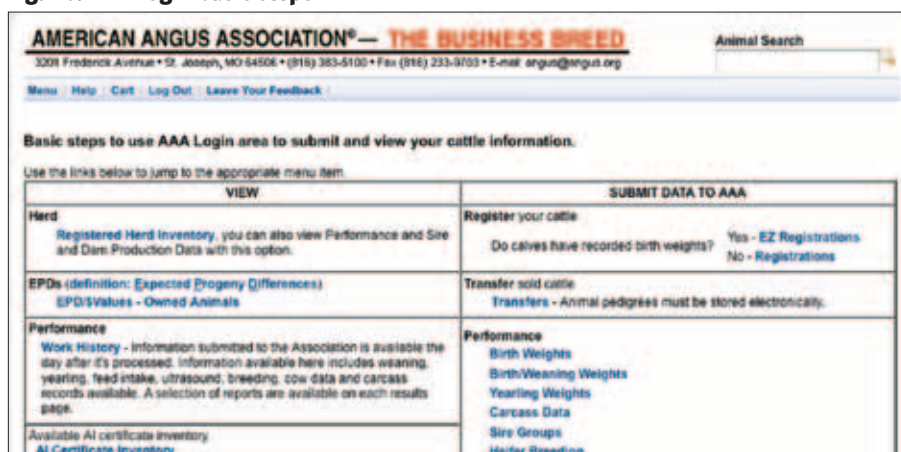 AMERICAN ANGUS ASSOCIATION®— THE BUSINESS BREED
3201 Frederick Avenue • St. Joseph, MO 64506 • (816) 383-5100 • Fax (816) 233-9703 • E-mail: angus@angus.org
Animal Search
Menu Help Cart Log Out Leave Your Feedback
Basic steps to use AAA Login area to submit and view your cattle information.
Use the links below to jump to the appropriate menu item.
VIEW
Herd
Registered Herd Inventory, you can also view Performance and Sire
and Dam Production Data with this option.
EPDs (definition: Expected Progeny Differences)
EPD/$Values - Owned Animals
Performance
Work History - Information submitted to the Association is available the
day after it's processed. Information available here includes weaning,
yearling, feed intake, ultrasound, breeding, cow data and carcass
records available. A selection of reports are available on each results
page.
Available AI certificate inventory
AI Certificate Inventory
SUBMIT DATA TO AAA
Register your cattle
Do calves have recorded birth weights? Yes - EZ Registrations
No - Registrations
Transfer sold cattle
Transfers - Animal pedigrees must be stored electronically.
Performance
Birth Weights
Birth/Weaning Weights
Yearling Weights
Carcass Data
Sire Groups
Heifer Breeding